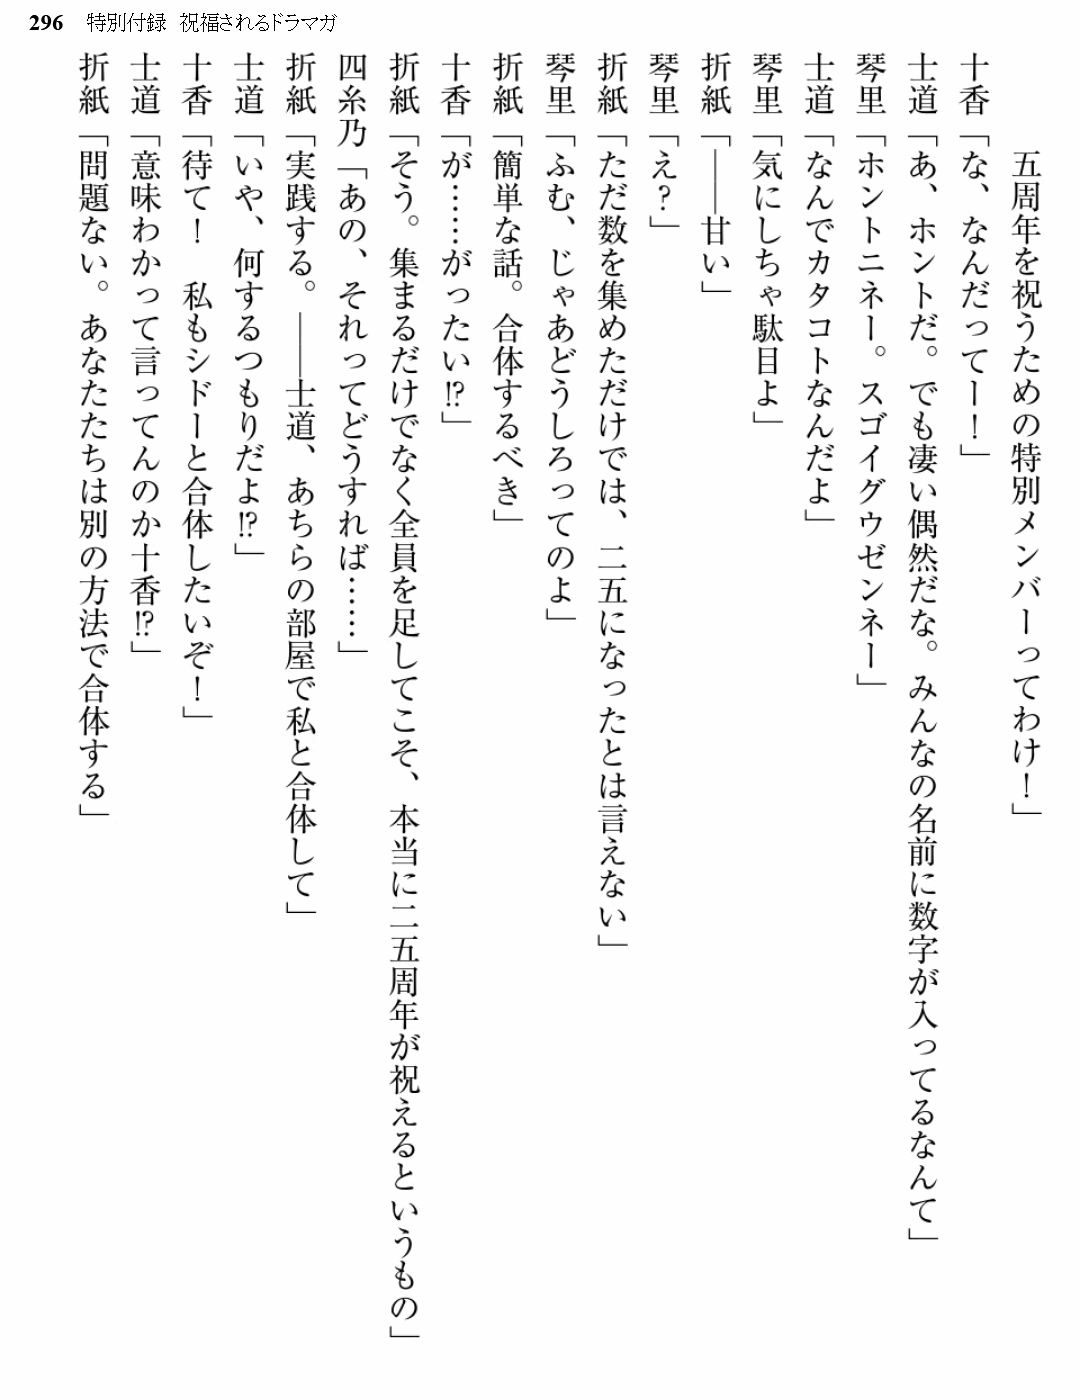 296　特別付録　祝福されるドラマガ
五周年を祝うための特別メンバーってわけ！」
十香「な、なんだってー！」
士道「あ、ホントだ。でも凄い偶然だな。みんなの名前に数字が入ってるなんて」
琴里「ホントニネー。スゴイグウゼンネー」
士道「なんでカタコトなんだよ」
琴里「気にしちゃ駄目よ」
折紙「――甘い」
琴里「え？」
折紙「ただ数を集めただけでは、二五になったとは言えない」
琴里「ふむ、じゃあどうしろってのよ」
折紙「簡単な話。合体するべき」
十香「が……がったい!?」
折紙「そう。集まるだけでなく全員を足してこそ、本当に二五周年が祝えるというもの」
四糸乃「あの、それってどうすれば……」
折紙「実践する。――士道、あちらの部屋で私と合体して」
士道「いや、何するつもりだよ!?」
十香「待て！　私もシドーと合体したいぞ！」
士道「意味わかって言ってんのか十香!?」
折紙「問題ない。あなたたちは別の方法で合体する」